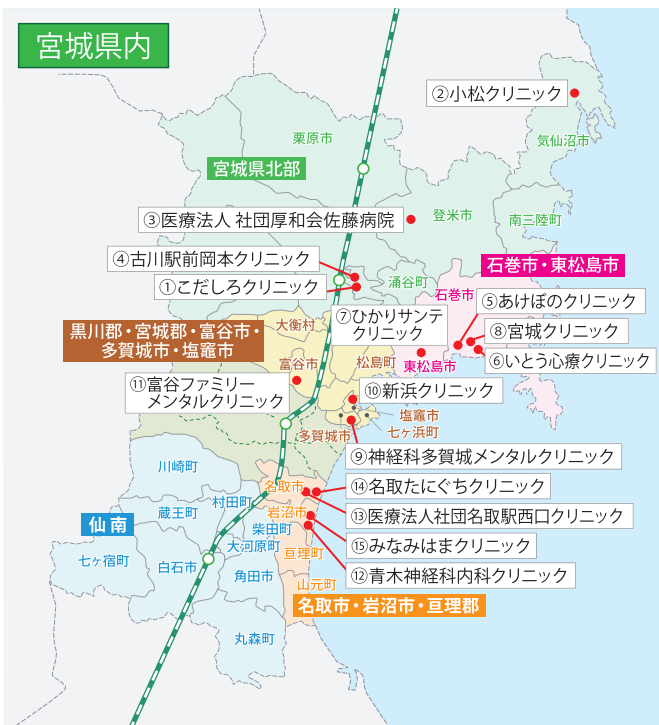 宮城県内
②小松クリニック
気仙沼市
栗原市
宮城県北部
③医療法人 社団厚和会佐藤病院
登米市
南三陸町
④古川駅前岡本クリニック
①こだしろクリニック
涌谷町
石巻市・東松島市
石巻市
⑤あけぼのクリニック
⑧宮城クリニック
⑥いとう心療クリニック
黒川郡・宮城郡・富谷市・
多賀城市・塩竈市
大衡村
⑦ひかりサンテ
クリニック
富谷市
松島町
東松島市
⑪富谷ファミリー
メンタルクリニック
⑩新浜クリニック
塩竈市
七ヶ浜町
多賀城市
⑨神経科多賀城メンタルクリニック
川崎町
名取市
⑭名取たにぐちクリニック
村田町
蔵王町
岩沼市
⑬医療法人社団名取駅西口クリニック
仙南
柴田町
大河原町
⑮みなみはまクリニック
亘理町
七ヶ宿町
白石市
角田市
⑫青木神経科内科クリニック
山元町
名取市・岩沼市・亘理郡
丸森町